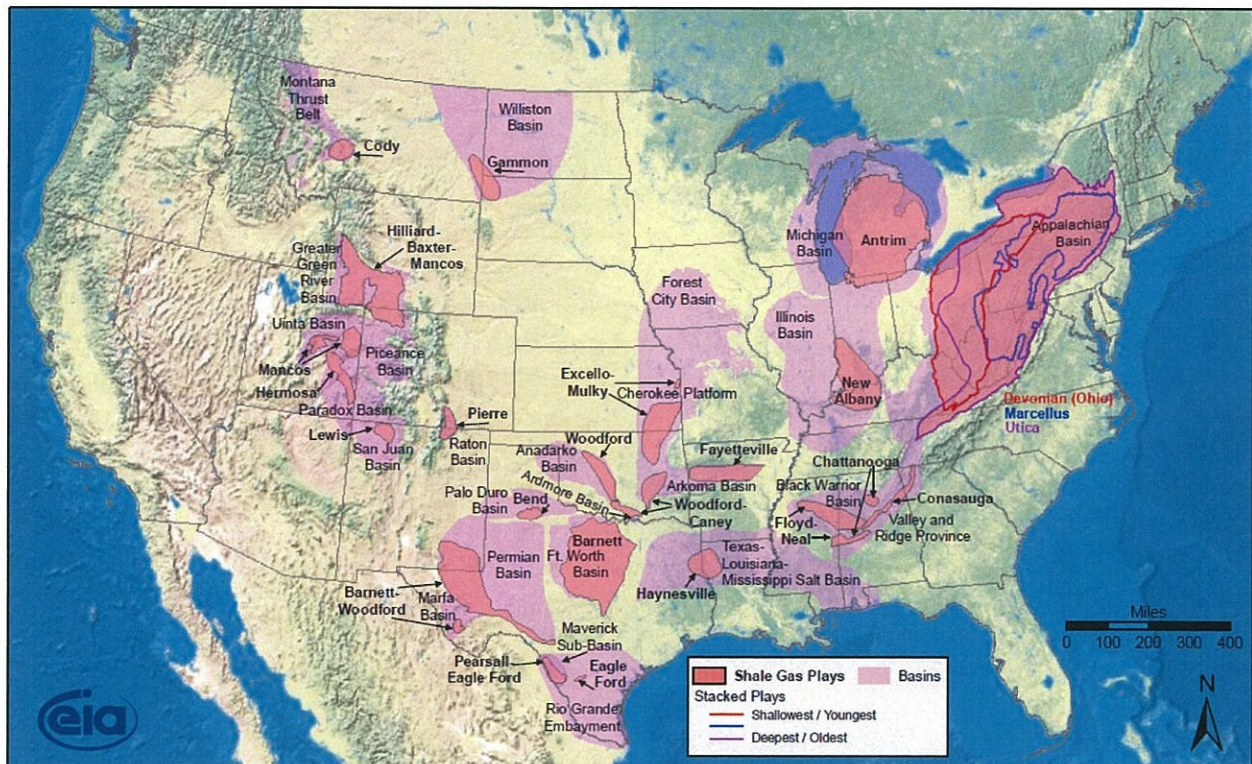 Montana
Thrust
Belt
Cody
Williston
Basin
Gammon
Hilliard-
Baxter-
Mancos
Greater
Green
River
Basin
Uinta Basin
Mancos
Piceance
Basin
Hermosa
Paradox Basin
Lewis
San Juan
Basin
Pierre
Raton
Basin
Forest
City Basin
Excello-
Mulky
Cherokee Platform
Michigan
Basin
Antrim
Illinois
Basin
New
Albany
Appalachian
Basin
Devonian (Ohio)
Marcellus
Utica
Woodford
Anadarko
Basin
Ardmore Basin
Palo Duro
Basin
Bend
Fayetteville
Arkoma Basin
Woodford-
Caney
Chattanooga
Black Warrior
Basin
Conasauga
Floyd-
Neal
Valley and
Ridge Province
Permian
Basin
Barnett
Ft. Worth
Basin
Texas-
Louisiana-
Mississippi Salt Basin
Haynesville
Barnett-
Woodford
Marfa
Basin
Maverick
Sub-Basin
Pearsall
Eagle Ford
Eagle
Ford
Rio Grande
Embayment
Miles
0 100 200 300 400
N
Shale Gas Plays
Basins
Stacked Plays
Shallowest / Youngest
Deepest / Oldest
eia